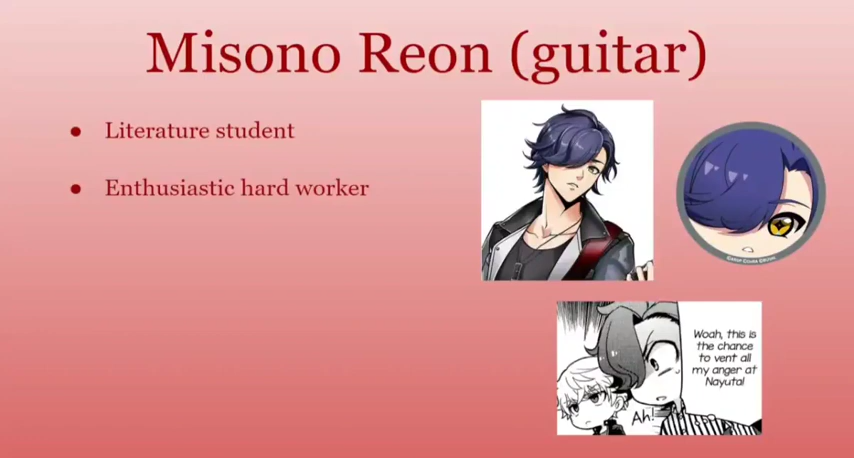 Misono Reon (guitar)
● Literature student
● Enthusiastic hard worker
Woah, this is
the chance
to vent all
my anger at
Nayuta!
Ah!